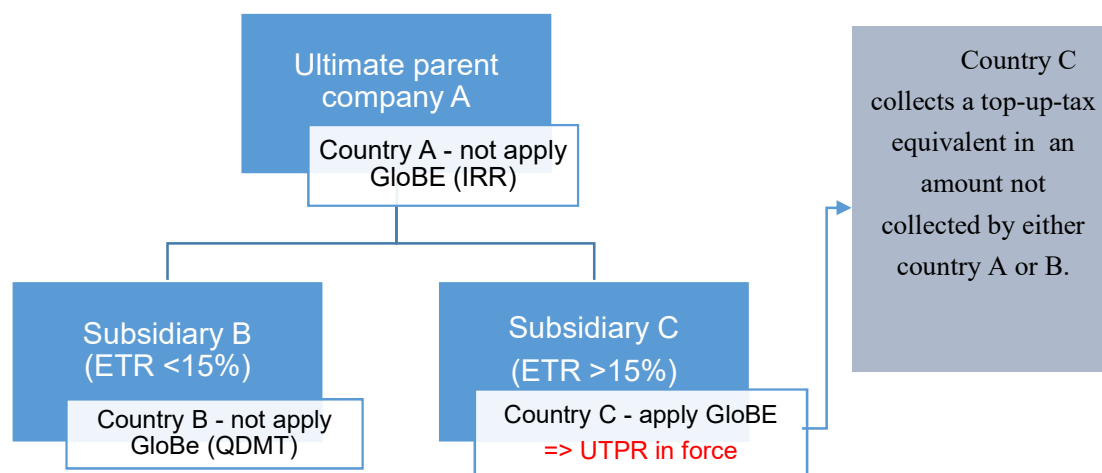 Ultimate parent
company A
Country A - not apply
GloBE (IRR)
Subsidiary B
(ETR <15%)
Country B - not apply
GloBe (QDMT)
Subsidiary C
(ETR >15%)
Country C - apply GloBE
=> UTPR in force
Country C
collects a top-up-tax
equivalent in an
amount not
collected by either
country A or B.